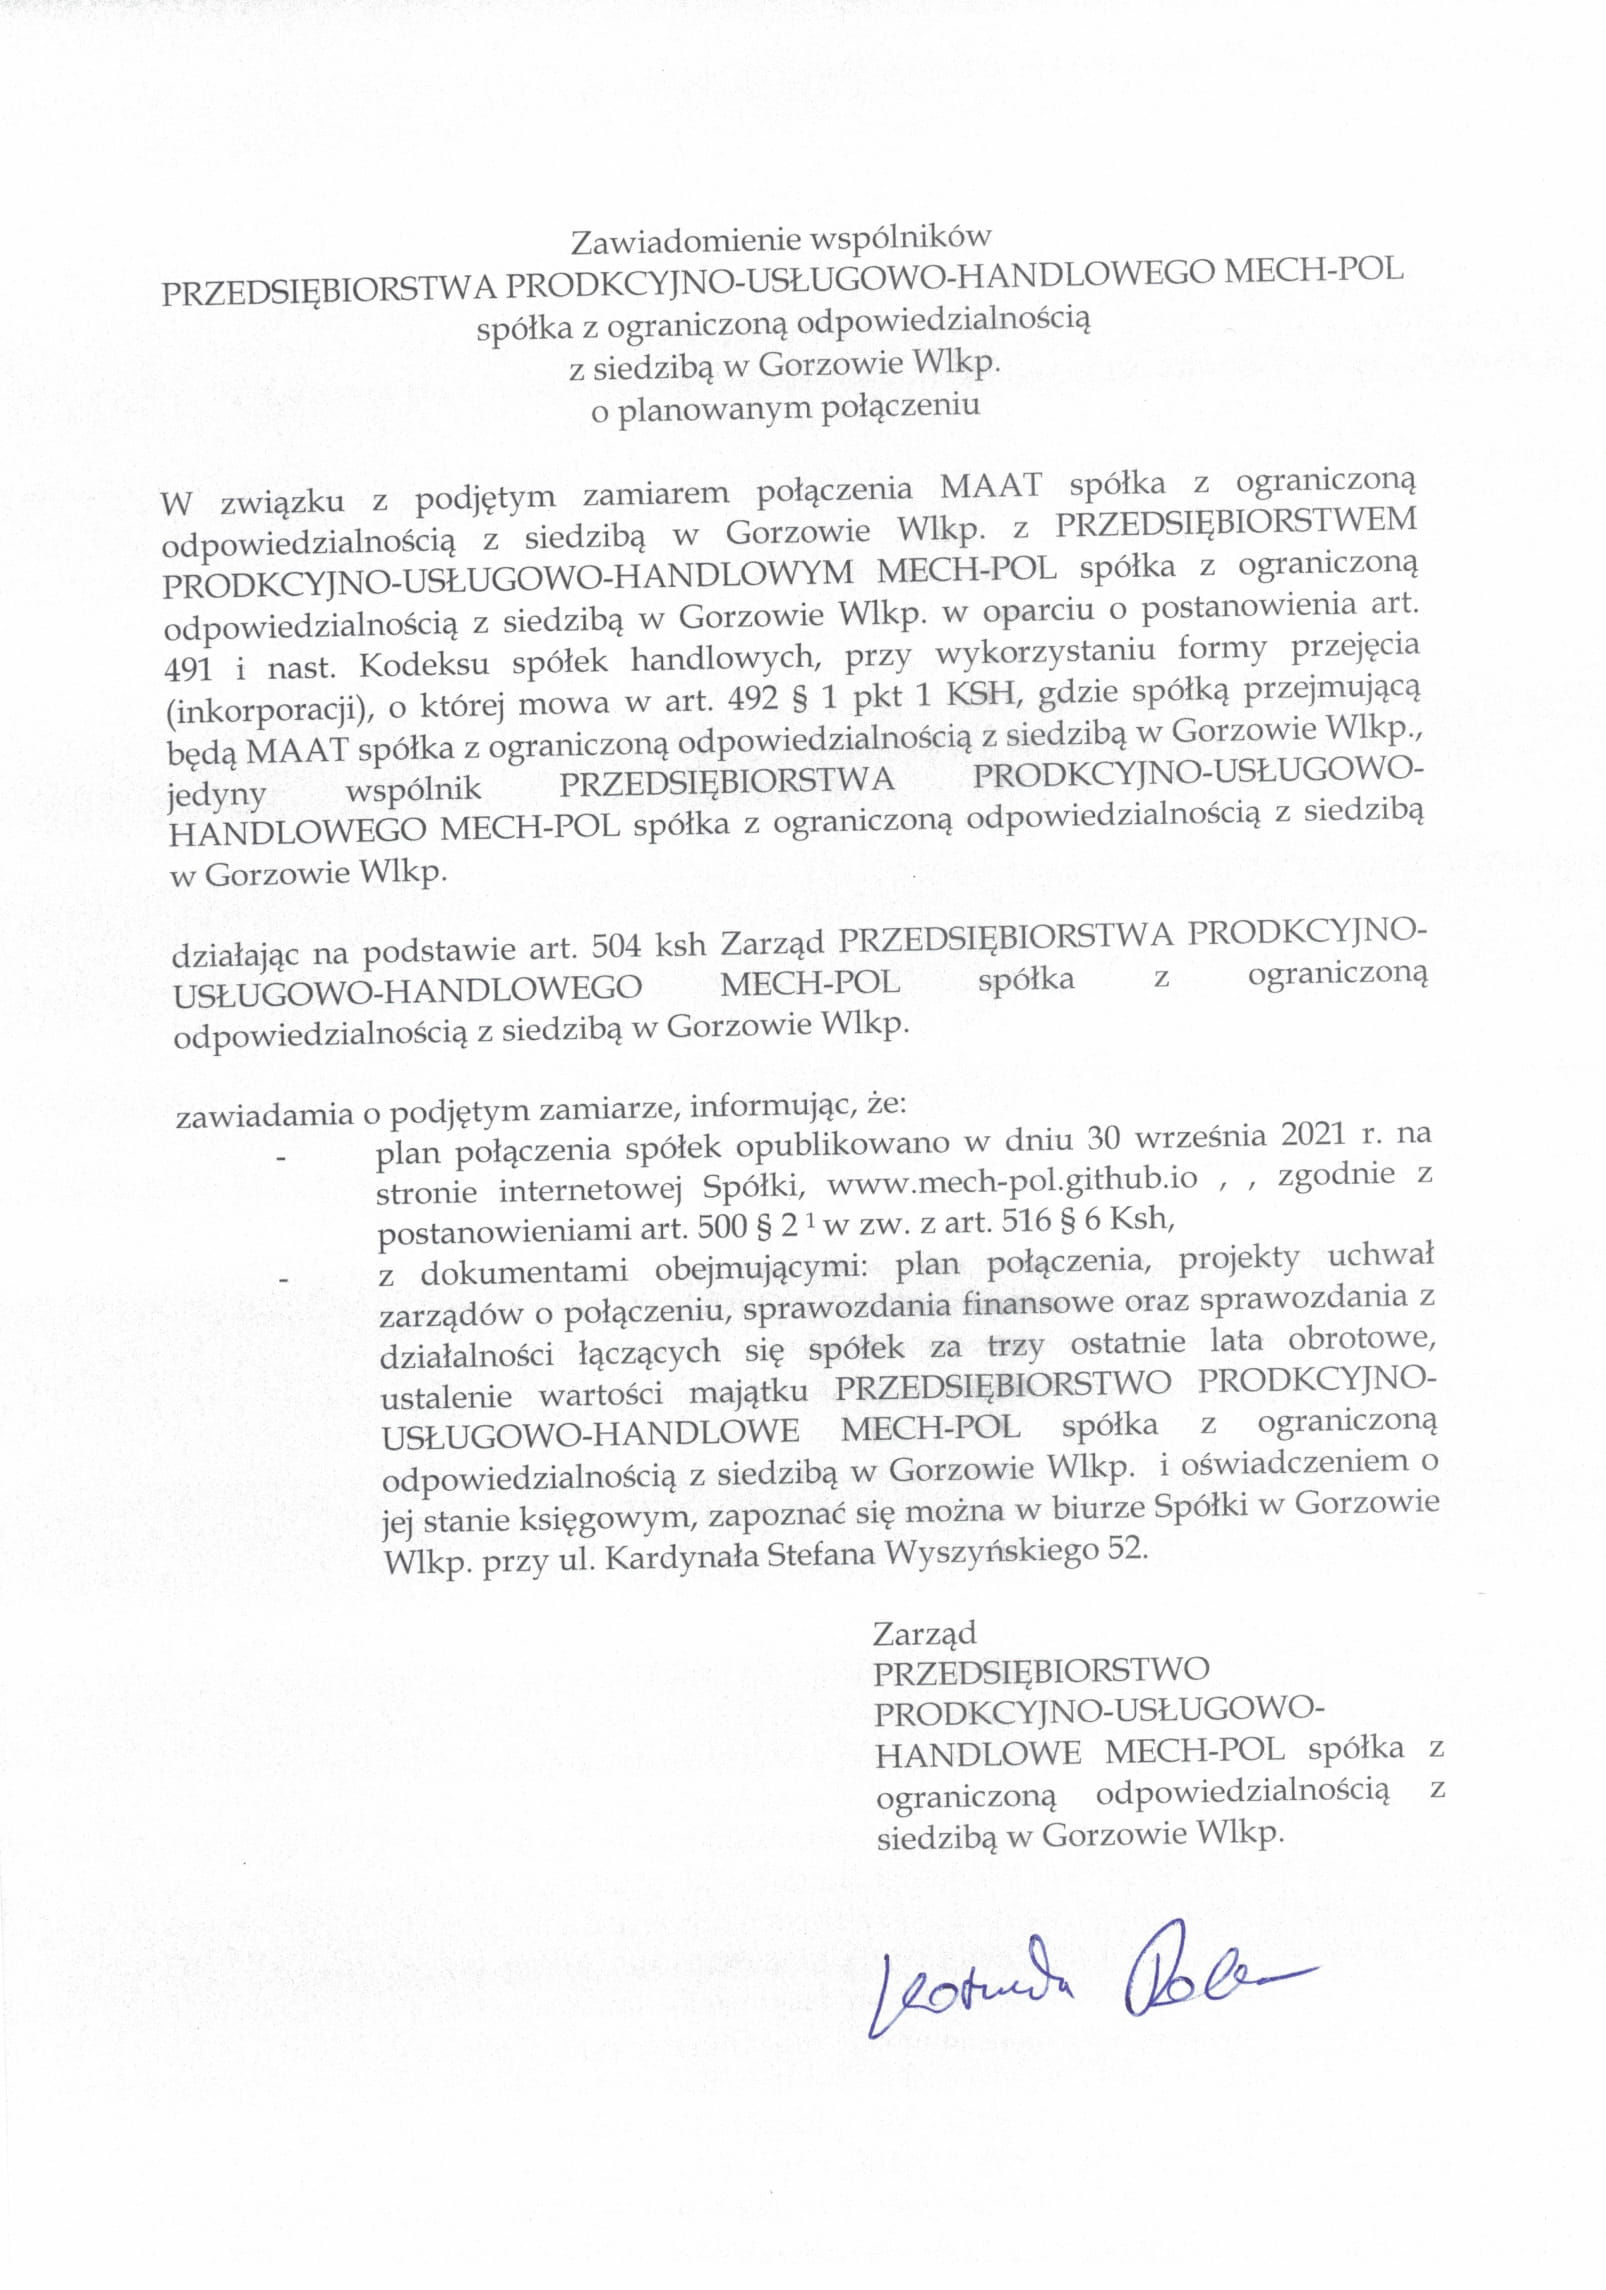 Zawiadomienie wspólników
PRZEDSIĘBIORSTWA PRODKCYJNO-USŁUGOWO-HANDLOWEGO MECH-POL
spółka z ograniczoną odpowiedzialnością
z siedzibą w Gorzowie Wlkp.
o planowanym połączeniu
W związku z podjętym zamiarem połączenia MAAT spółka z ograniczoną
odpowiedzialnością z siedzibą w Gorzowie Wlkp. z PRZEDSIĘBIORSTWEM
PRODKCYJNO-USŁUGOWO-HANDLOWYM MECH-POL spółka z ograniczoną
odpowiedzialnością z siedzibą w Gorzowie Wlkp. w oparciu o postanowienia art.
491 i nast. Kodeksu spółek handlowych, przy wykorzystaniu formy przejęcia
(inkorporacji), o której mowa w art. 492 § 1 pkt 1 KSH, gdzie spółką przejmującą
będą MAAT spółka z ograniczoną odpowiedzialnością z siedzibą w Gorzowie Wlkp.,
jedyny wspólnik PRZEDSIĘBIORSTWA PRODKCYJNO-USŁUGOWO-
HANDLOWEGO MECH-POL spółka z ograniczoną odpowiedzialnością z siedzibą
w Gorzowie Wlkp.
działając na podstawie art. 504 ksh Zarząd PRZEDSIĘBIORSTWA PRODKCYJNO-
USŁUGOWO-HANDLOWEGO MECH-POL spółka z ograniczoną
odpowiedzialnością z siedzibą w Gorzowie Wlkp.
zawiadamia o podjętym zamiarze, informując, że:
- plan połączenia spółek opublikowano w dniu 30 września 2021 r. na
stronie internetowej Spółki, www.mech-pol.github.io , , zgodnie z
postanowieniami art. 500 § 2 ¹ w zw. z art. 516 § 6 Ksh,
- z dokumentami obejmującymi: plan połączenia, projekty uchwał
zarządów o połączeniu, sprawozdania finansowe oraz sprawozdania z
działalności łączących się spółek za trzy ostatnie lata obrotowe,
ustalenie wartości majątku PRZEDSIĘBIORSTWO PRODKCYJNO-
USŁUGOWO-HANDLOWE MECH-POL spółka z ograniczoną
odpowiedzialnością z siedzibą w Gorzowie Wlkp. i oświadczeniem o
jej stanie księgowym, zapoznać się można w biurze Spółki w Gorzowie
Wlkp. przy ul. Kardynała Stefana Wyszyńskiego 52.
Zarząd
PRZEDSIĘBIORSTWO
PRODKCYJNO-USŁUGOWO-
HANDLOWE MECH-POL spółka z
ograniczoną odpowiedzialnością z
siedzibą w Gorzowie Wlkp.